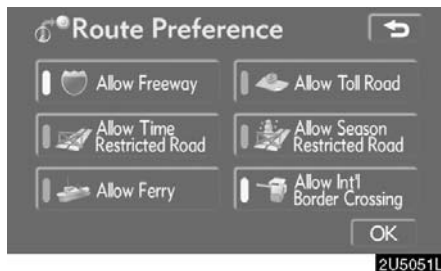 Route Preference
Allow Freeway
Allow Toll Road
Allow Time
Restricted Road
Allow Season
Restricted Road
Allow Ferry
Allow Int'l
Border Crossing
OK
2U5051L